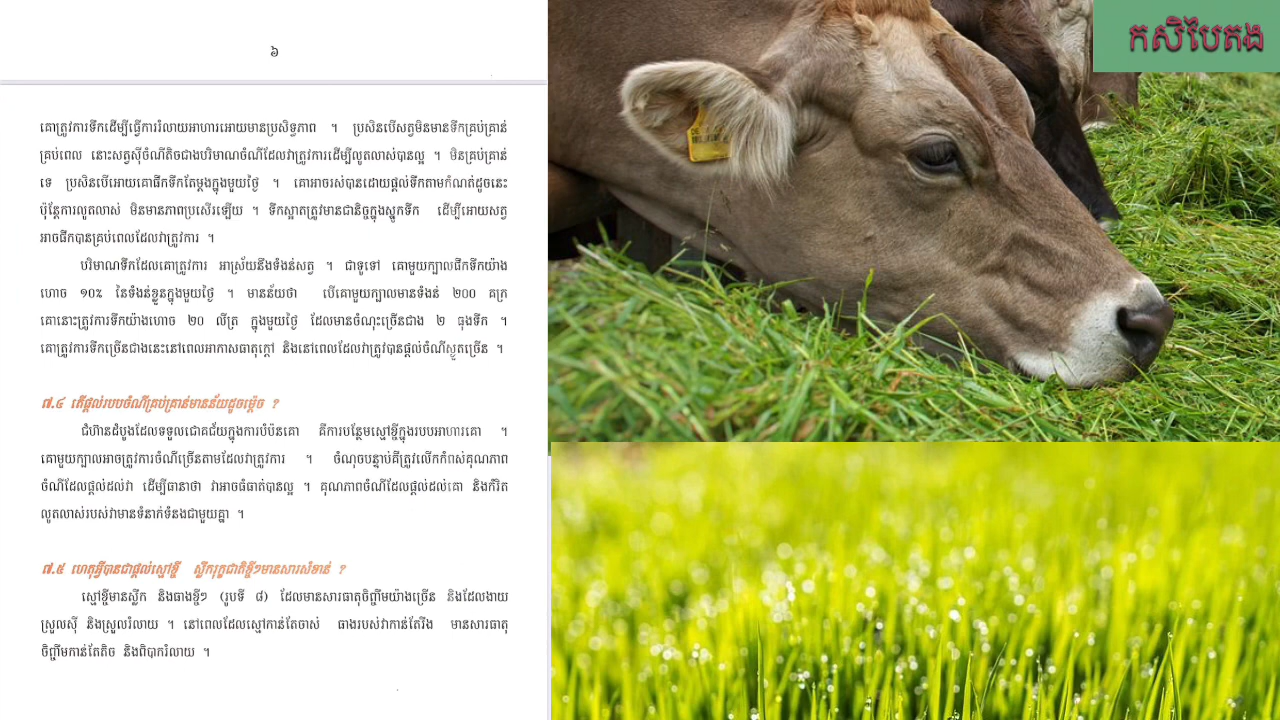 ៦
គោត្រូវការទឹកដើម្បីធ្វើការរំលាយអាហារអោយមានប្រសិទ្ធភាព ។ ប្រសិនបើសត្វមិនមានទឹកគ្រប់គ្រាន់
គ្រប់ពេល នោះសត្វស៊ីចំណីតិចជាងបរិមាណចំណីដែលវាត្រូវការដើម្បីលូតលាស់បានល្អ ។ មិនគ្រប់គ្រាន់
ទេ ប្រសិនបើអោយគោផឹកទឹកតែម្តងក្នុងមួយថ្ងៃ ។ គោអាចរស់បានដោយផ្តល់ទឹកតាមកំណត់ដូចនេះ
ប៉ុន្តែការលូតលាស់ មិនមានភាពប្រសើរឡើយ ។ ទឹកស្អាតត្រូវមានជានិច្ចក្នុងស្នូកទឹក ដើម្បីអោយសត្វ
អាចផឹកបានគ្រប់ពេលដែលវាត្រូវការ ។
បរិមាណទឹកដែលគោត្រូវការ អាស្រ័យនឹងទំងន់សត្វ ។ ជាទូទៅ គោមួយក្បាលផឹកទឹកយ៉ាង
ហោច ១០% នៃទំងន់ខ្លួនក្នុងមួយថ្ងៃ ។ មានន័យថា បើគោមួយក្បាលមានទំងន់ ២០០ គក្រ
គោនោះត្រូវការទឹកយ៉ាងហោច ២០ លីត្រ ក្នុងមួយថ្ងៃ ដែលមានចំណុះច្រើនជាង ២ ធុងទឹក ។
គោត្រូវការទឹកច្រើនជាងនេះនៅពេលអាកាសធាតុក្តៅ និងនៅពេលដែលវាត្រូវបានផ្តល់ចំណីស្ងួតច្រើន ។
៧.៤ តើផ្តល់របបចំណីគ្រប់គ្រាន់មានន័យដូចម្តេច ?
ជំហ៊ានដំបូងដែលទទួលជោគជ័យក្នុងការបំប៉នគោ គឺការបន្ថែមស្មៅខ្ចីក្នុងរបបអាហារគោ ។
គោមួយក្បាលអាចត្រូវការចំណីច្រើនតាមដែលវាត្រូវការ ។ ចំណុចបន្ទាប់គឺត្រូវលើកកំពស់គុណភាព
ចំណីដែលផ្តល់ដល់វា ដើម្បីធានាថា វាអាចធំធាត់បានល្អ ។ គុណភាពចំណីដែលផ្តល់ដល់គោ និងកំរិត
លូតលាស់របស់វាមានទំនាក់ទំនងជាមួយគ្នា ។
៧.៥ ហេតុអ្វីបានជាផ្តល់ស្មៅខ្ចី ស្លឹករុក្ខជាតិខ្ចីៗមានសារសំខាន់ ?
ស្មៅខ្ចីមានស្លឹក និងធាងខ្ចីៗ (រូបទី ៨) ដែលមានសារធាតុចិញ្ចឹមយ៉ាងច្រើន និងដែលងាយ
ស្រួលស៊ី និងស្រួលរំលាយ ។ នៅពេលដែលស្មៅកាន់តែចាស់ ធាងរបស់វាកាន់តែរឹង មានសារធាតុ
ចិញ្ចឹមកាន់តែតិច និងពិបាករំលាយ ។
កសិបៃតង